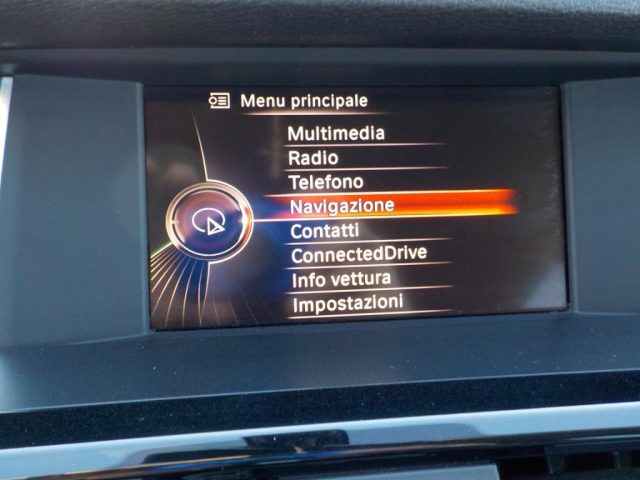 Menu principale
Multimedia
Radio
Telefono
Navigazione
Contatti
ConnectedDrive
Info vettura
Impostazioni